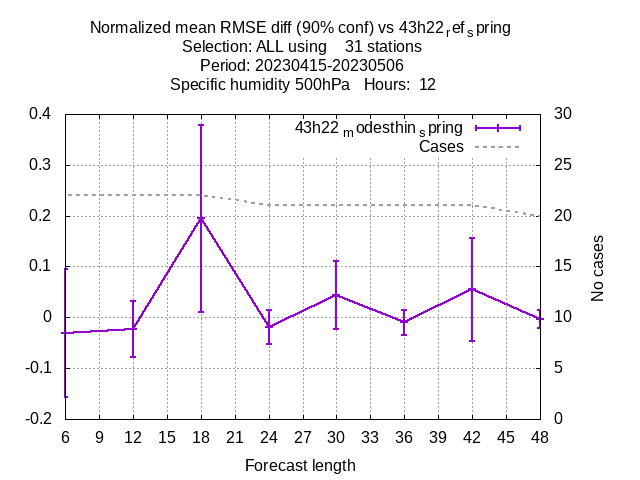 Normalized mean RMSE diff (90% conf) vs 43h22refspring
Selection: ALL using 31 stations
Period: 20230415-20230506
Specific humidity 500hPa Hours: 12
0.4 30
43h22modesthinspring
Cases
0.3 25
0.2 20
0.1 15
No cases
0 10
-0.1 5
-0.2 0
6 9 12 15 18 21 24 27 30 33 36 39 42 45 48
Forecast length